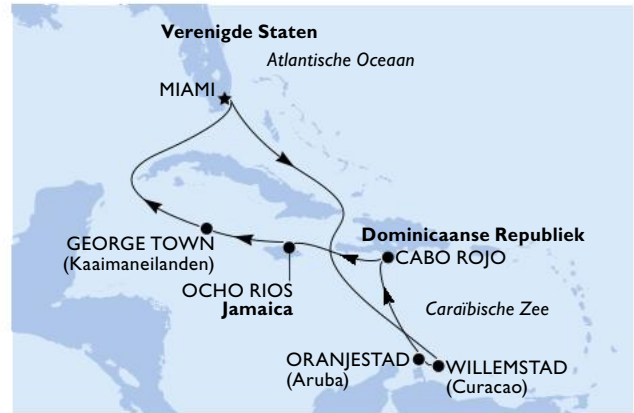 Verenigde Staten
Atlantische Oceaan
MIAMI
Dominicaanse Republiek
CABO ROJO
GEORGE TOWN
(Kaaimaneilanden)
OCHO RIOS
Jamaica
Caraïbische Zee
ORANJESTAD
(Aruba)
WILLEMSTAD
(Curacao)